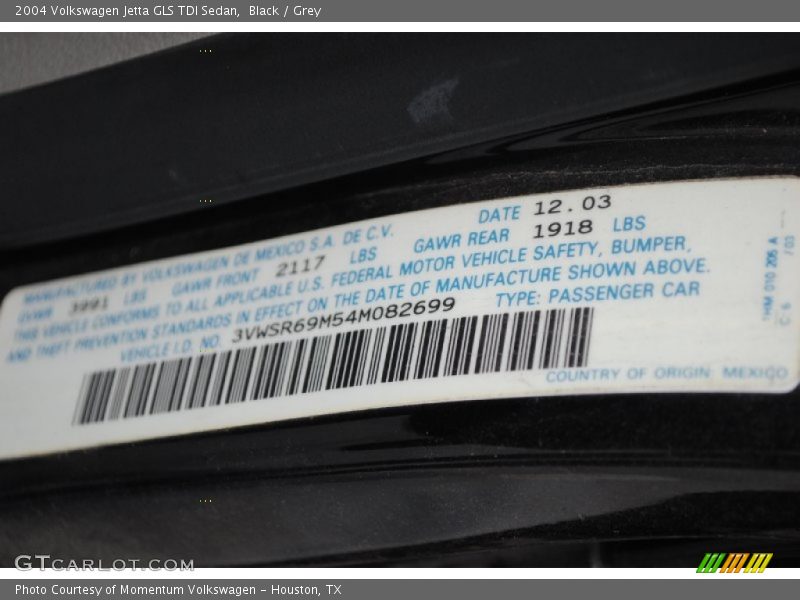 2004 Volkswagen Jetta GLS TDI Sedan, Black / Grey
MANUFACTURED BY VOLKSWAGEN DE MEXICO S.A. DE C.V. DATE 12.03
GVWR 3991 LBS GAWR FRONT 2117 LBS GAWR REAR 1918 LBS
THIS VEHICLE CONFORMS TO ALL APPLICABLE U.S. FEDERAL MOTOR VEHICLE SAFETY, BUMPER,
AND THEFT PREVENTION STANDARDS IN EFFECT ON THE DATE OF MANUFACTURE SHOWN ABOVE.
VEHICLE I.D. NO. 3VWSR69M54M082699 TYPE: PASSENGER CAR
COUNTRY OF ORIGIN MEXICO
1HM 010 205 A
GTCARLOT.COM
Photo Courtesy of Momentum Volkswagen - Houston, TX